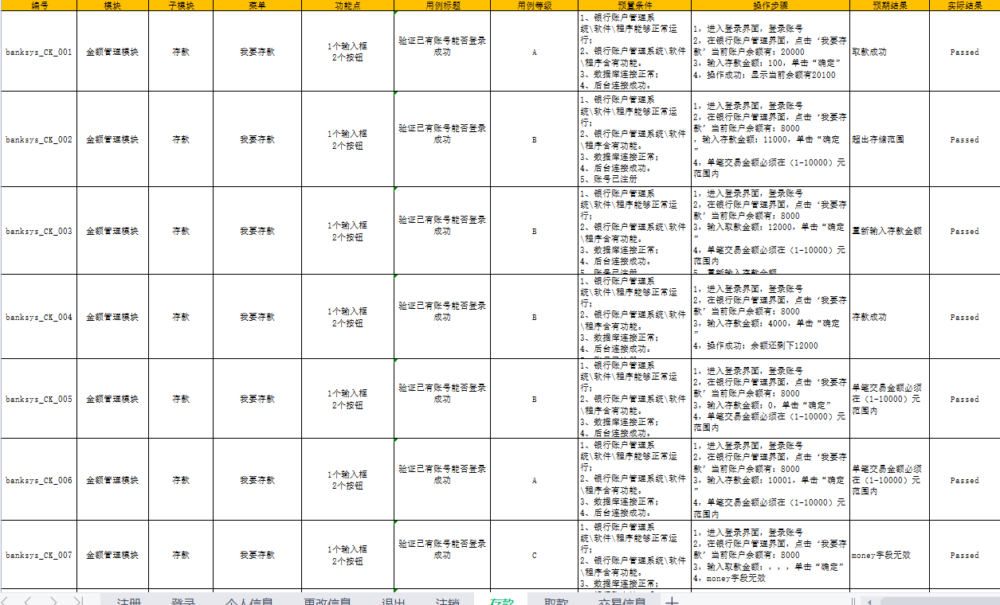 编号 模块 子模块 菜单 功能点 用例标题 用例等级 预置条件 操作步骤 预期结果 实际结果
banksys_CK_001
金额管理模块
存款
我要存款
1个输入框
2个按钮
验证已有账号能否登录
成功
A
1、银行账户管理系
统\软件\程序能够正常运
行;
2、银行账户管理系统\软件
\程序含有功能。
3、数据库连接正常;
4、后台连接成功。
1，进入登录界面，登录账号
2，在银行账户管理界面，点击‘我要存
款’当前账户余额有：20000
3，输入存款金额：100，单击“确定”
4，操作成功：显示当前余额有20100
取款成功
Passed
banksys_CK_002
金额管理模块
存款
我要存款
1个输入框
2个按钮
验证已有账号能否登录
成功
B
1、银行账户管理系
统\软件\程序能够正常运
行;
2、银行账户管理系统\软件
\程序含有功能。
3、数据库连接正常;
4、后台连接成功。
5、账号已注册
1，进入登录界面，登录账号
2，在银行账户管理界面，点击‘我要存
款’当前账户余额有：8000
，输入存款金额：11000，单击“确定
”
4，单笔交易金额必须在（1-10000）元
范围内
超出存储范围
Passed
banksys_CK_003
金额管理模块
存款
我要存款
1个输入框
2个按钮
验证已有账号能否登录
成功
B
1、银行账户管理系
统\软件\程序能够正常运
行;
2、银行账户管理系统\软件
\程序含有功能。
3、数据库连接正常;
4、后台连接成功。
5、账号已注册
1，进入登录界面，登录账号
2，在银行账户管理界面，点击‘我要存
款’当前账户余额有：8000
3，输入取款金额：12000，单击“确定
”
4，单笔交易金额必须在（1-10000）元
范围内
5，重新输入存款金额
重新输入存款金额
Passed
banksys_CK_004
金额管理模块
存款
我要存款
1个输入框
2个按钮
验证已有账号能否登录
成功
B
1、银行账户管理系
统\软件\程序能够正常运
行;
2、银行账户管理系统\软件
\程序含有功能。
3、数据库连接正常;
4、后台连接成功。
1，进入登录界面，登录账号
2，在银行账户管理界面，点击‘我要存
款’当前账户余额有：8000
3，输入存款金额：4000，单击“确定
”
4，操作成功：余额还剩下12000
存款成功
Passed
banksys_CK_005
金额管理模块
存款
我要存款
1个输入框
2个按钮
验证已有账号能否登录
成功
B
1、银行账户管理系
统\软件\程序能够正常运
行;
2、银行账户管理系统\软件
\程序含有功能。
3、数据库连接正常;
4、后台连接成功。
1，进入登录界面，登录账号
2，在银行账户管理界面，点击‘我要存
款’当前账户余额有：8000
3，输入存款金额：0，单击“确定”
4，单笔交易金额必须在（1-10000）元
范围内
单笔交易金额必须
在（1-10000）元
范围内
Passed
banksys_CK_006
金额管理模块
存款
我要存款
1个输入框
2个按钮
验证已有账号能否登录
成功
A
1、银行账户管理系
统\软件\程序能够正常运
行;
2、银行账户管理系统\软件
\程序含有功能。
3、数据库连接正常;
4、后台连接成功。
1，进入登录界面，登录账号
2，在银行账户管理界面，点击‘我要存
款’当前账户余额有：8000
3，输入存款金额：10001，单击“确定
”
4，单笔交易金额必须在（1-10000）元
范围内
单笔交易金额必须
在（1-10000）元
范围内
Passed
banksys_CK_007
金额管理模块
存款
我要存款
1个输入框
2个按钮
验证已有账号能否登录
成功
C
1、银行账户管理系
统\软件\程序能够正常运
行;
2、银行账户管理系统\软件
\程序含有功能。
3、数据库连接正常;
1，进入登录界面，登录账号
2，在银行账户管理界面，点击‘我要存
款’当前账户余额有：8000
3，输入取款金额：，，，单击“确定”
4，money字段无效
money字段无效
Passed
注册 登录 个人信息 更改信息 退出 注销 存款 取款 交易信息